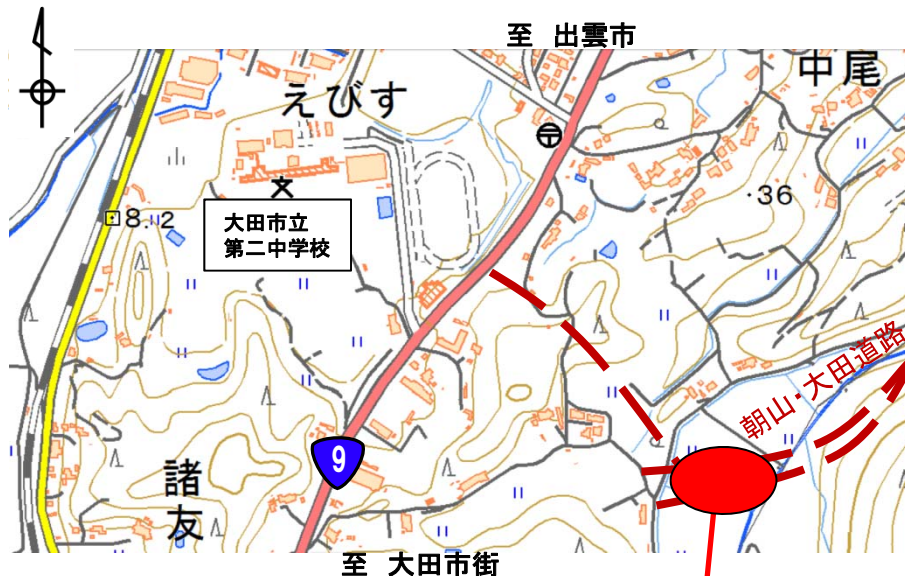 至 出雲市
中尾
えびす
・36
8.2
大田市立
第二中学校
朝山・大田道路
9
諸友
至 大田市街